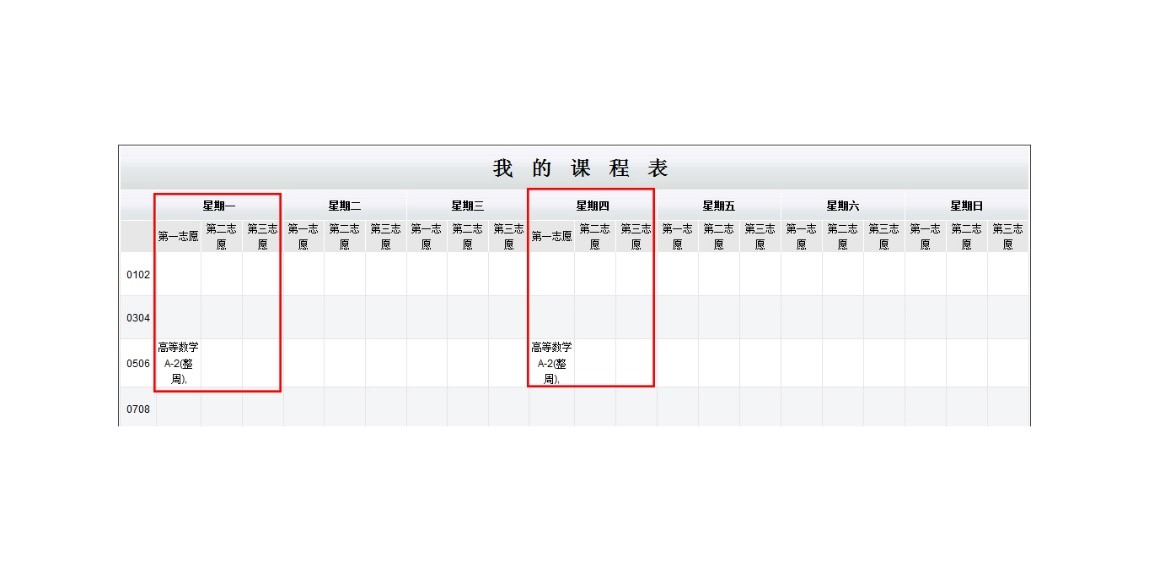 我 的 课 程 表
星期一 星期二 星期三 星期四 星期五 星期六 星期日
第一志愿 第二志愿 第三志愿 第一志愿 第二志愿 第三志愿 第一志愿 第二志愿 第三志愿 第一志愿 第二志愿 第三志愿 第一志愿 第二志愿 第三志愿 第一志愿 第二志愿 第三志愿 第一志愿 第二志愿 第三志愿
0102
0304
0506 高等数学A-2(整周), 高等数学A-2(整周),
0708